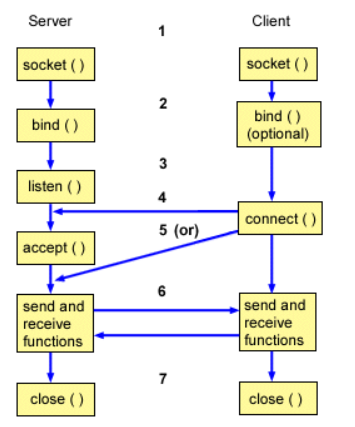 Server
Client
1
socket ( )
socket ( )
2
bind ( )
bind ( )
(optional)
3
listen ( )
4
connect ( )
5 (or)
accept ( )
6
send and
receive
functions
send and
receive
functions
7
close ( )
close ( )